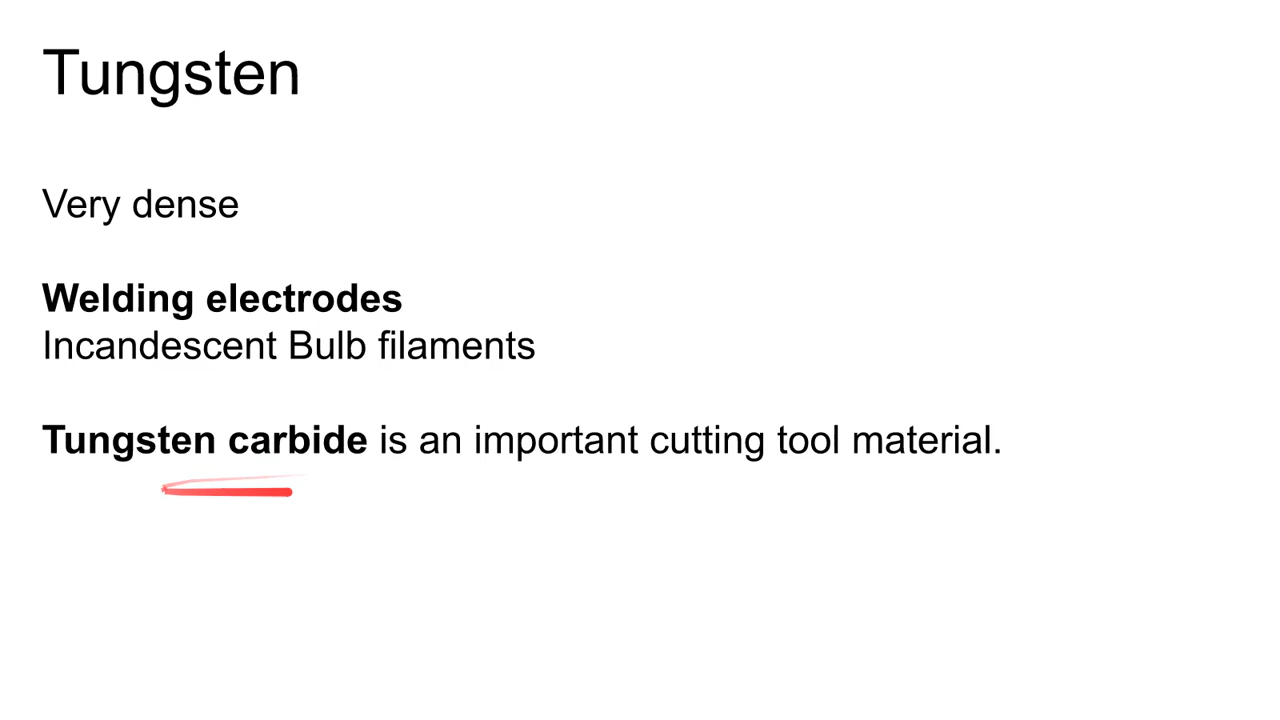 Tungsten
Very dense
Welding electrodes
Incandescent Bulb filaments
Tungsten carbide is an important cutting tool material.